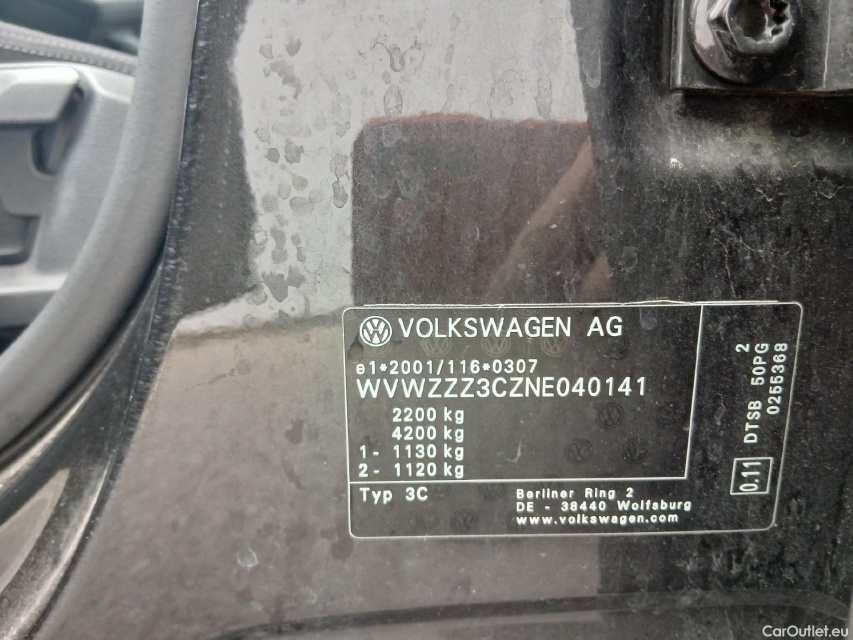 VOLKSWAGEN AG
e1*2001/116*0307
WVWZZZ3CZNE040141
2200 kg
4200 kg
1- 1130 kg
2- 1120 kg
Typ 3C
Berliner Ring 2
DE - 38440 Wolfsburg
www.volkswagen.com
2
DTSB 50PG
0255368
0.11
CarOutlet.eu